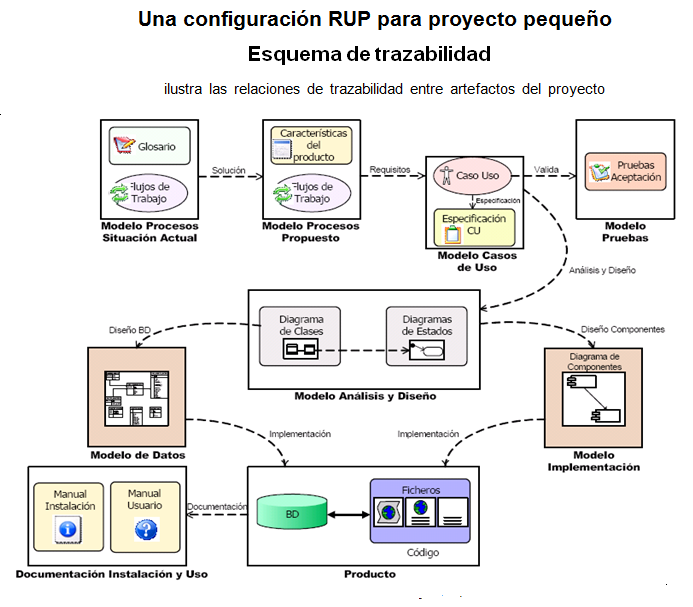 Una configuración RUP para proyecto pequeño
Esquema de trazabilidad
ilustra las relaciones de trazabilidad entre artefactos del proyecto
Glosario
Flujos de
Trabajo
Modelo Procesos
Situación Actual
Solución
Características
del
producto
Flujos de
Trabajo
Modelo Procesos
Propuesto
Requisitos
Caso Uso
Especificación
Especificación
CU
Modelo Casos
de Uso
Valida
Pruebas
Aceptación
Modelo
Pruebas
Análisis y Diseño
Diseño BD
Diagrama
de Clases
Diagramas
de Estados
Modelo Análisis y Diseño
Diseño Componentes
Modelo de Datos
Diagrama de
Componentes
Modelo
Implementación
Implementación
Implementación
Manual
Instalación
Manual
Usuario
Documentación Instalación y Uso
Documentación
BD
Ficheros
Código
Producto